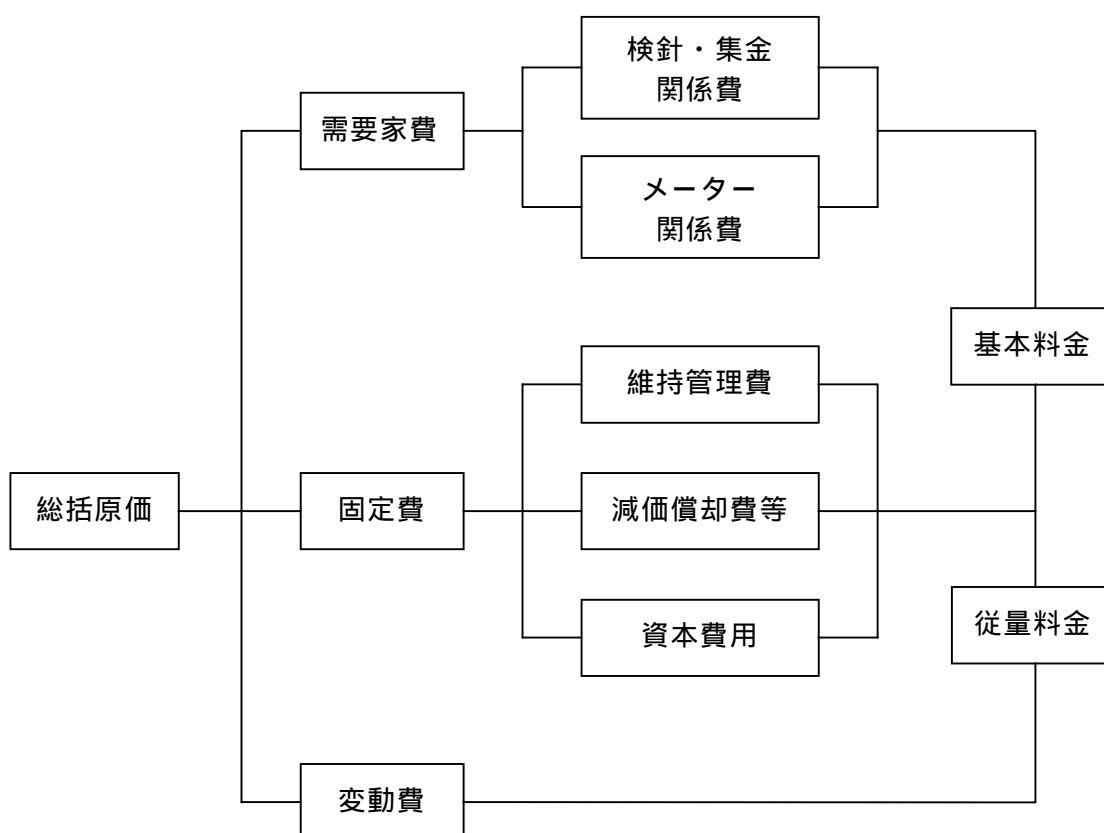 検針・集金
関係費
需要家費
メーター
関係費
基本料金
維持管理費
総括原価
固定費
減価償却費等
従量料金
資本費用
変動費